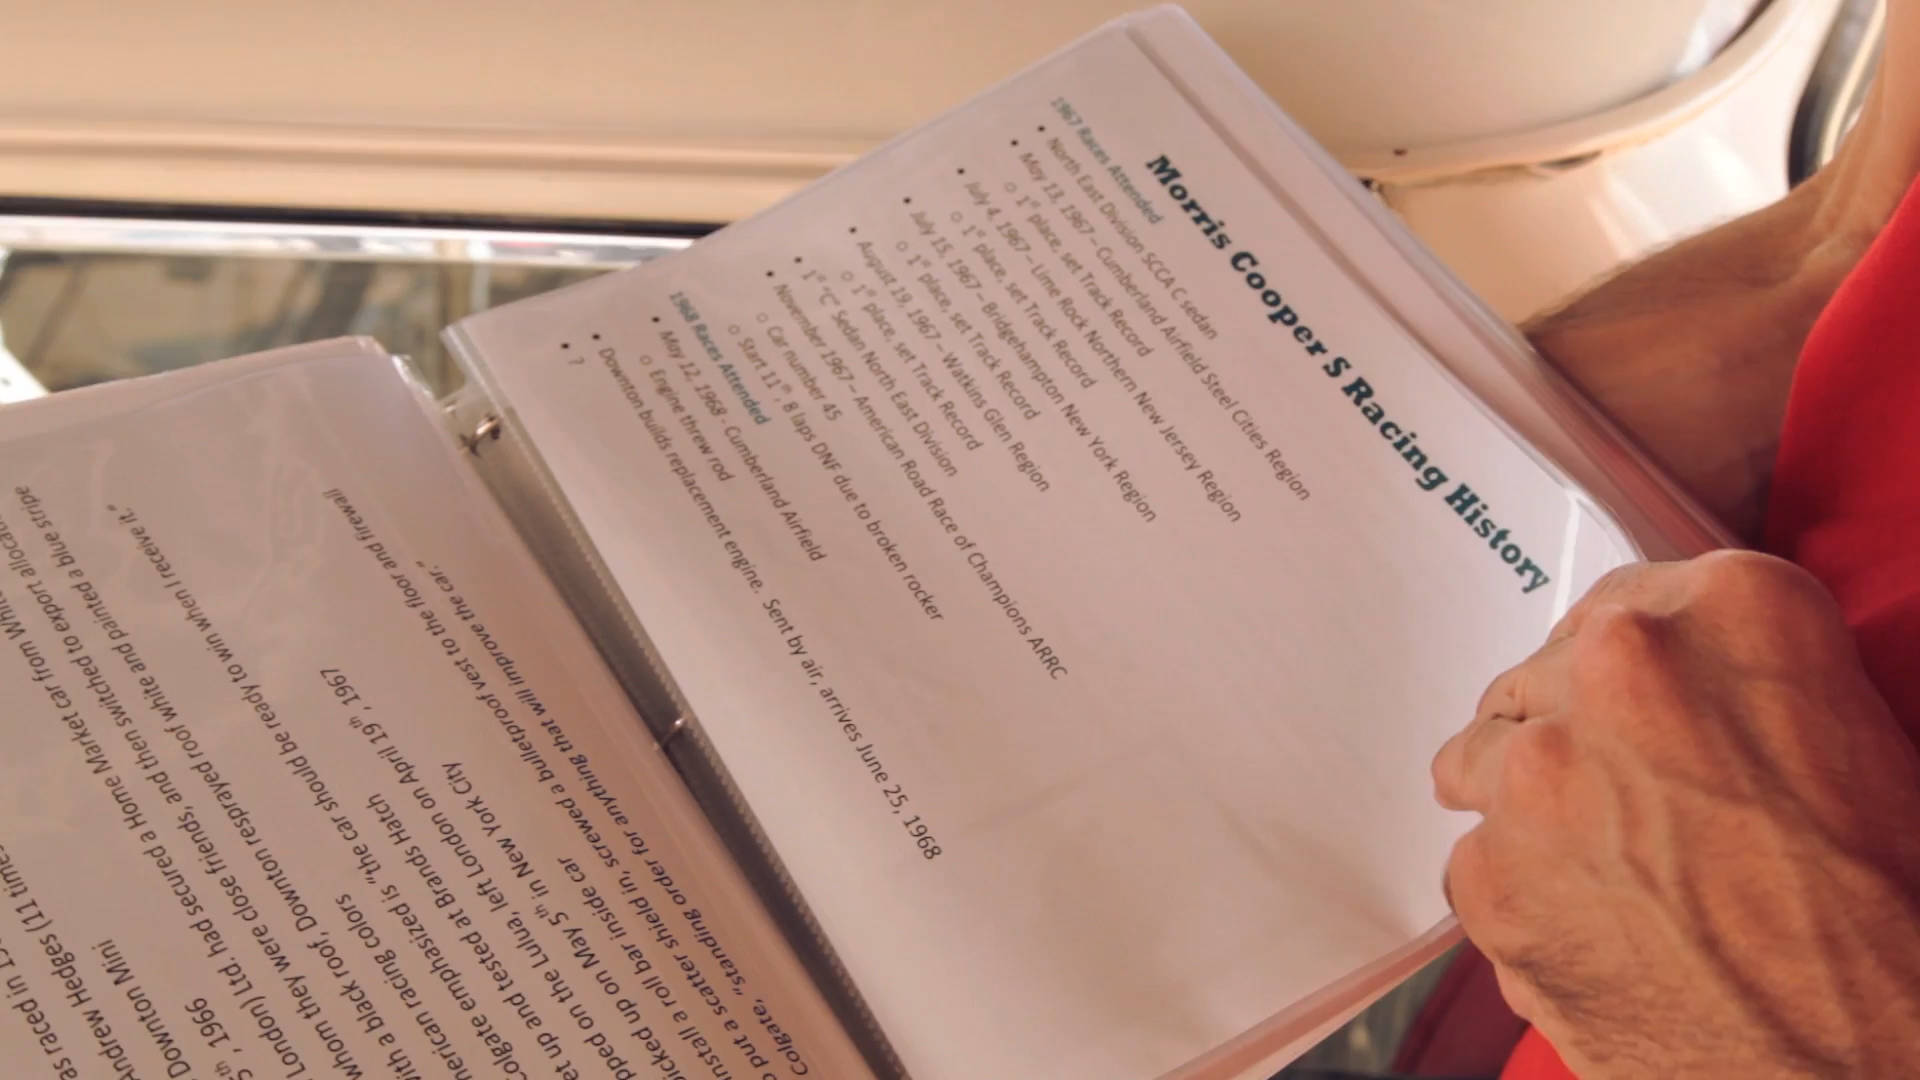 Morris Cooper S Racing History
1967 Races Attended
• North East Division SCCA C sedan
• May 13, 1967 – Cumberland Airfield Steel Cities Region
○ 1st place, set Track Record
• July 4, 1967 – Lime Rock Northern New Jersey Region
○ 1st place, set Track Record
• July 15, 1967 – Bridgehampton New York Region
○ 1st place, set Track Record
• August 19, 1967 – Watkins Glen Region
○ 1st place, set Track Record
• 1st "C" Sedan North East Division
• November 1967 – American Road Race of Champions ARRC
○ Car number 45
○ Start 11th, 8 laps DNF due to broken rocker
1968 Races Attended
• May 12, 1968 - Cumberland Airfield
○ Engine threw rod
• Downton builds replacement engine. Sent by air, arrives June 25, 1968
• ?
raced in
Andrew Hedges (11 times
Downton Mini
1966
London) Ltd. had secured a Home Market car from
whom they were close friends, and then switched to export
with a black roof, Downton resprayed roof white and painted a blue stripe
racing colors
Colgate emphasized is "the car should be ready to win when I receive it."
up and tested at Brands Hatch
on the Lulua, left London on April 19th, 1967
picked up on May 5th in New York City
install a roll bar inside car
put a scatter shield in, screwed a bulletproof vest to the floor and firewall
Colgate, "standing order for anything that will improve the car."